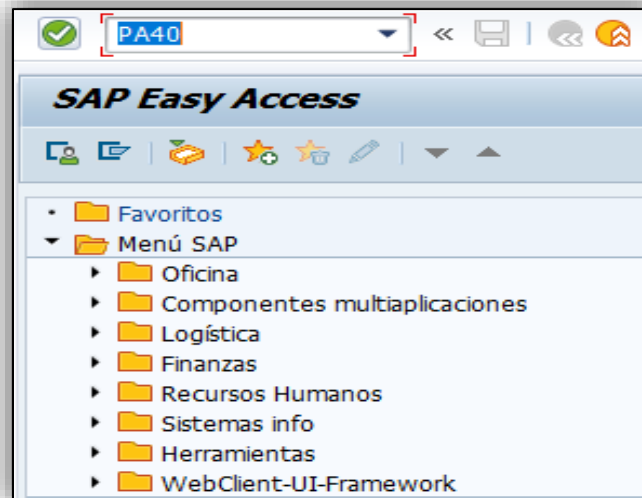 PA40
SAP Easy Access
Favoritos
Menú SAP
Oficina
Componentes multiaplicaciones
Logística
Finanzas
Recursos Humanos
Sistemas info
Herramientas
WebClient-UI-Framework